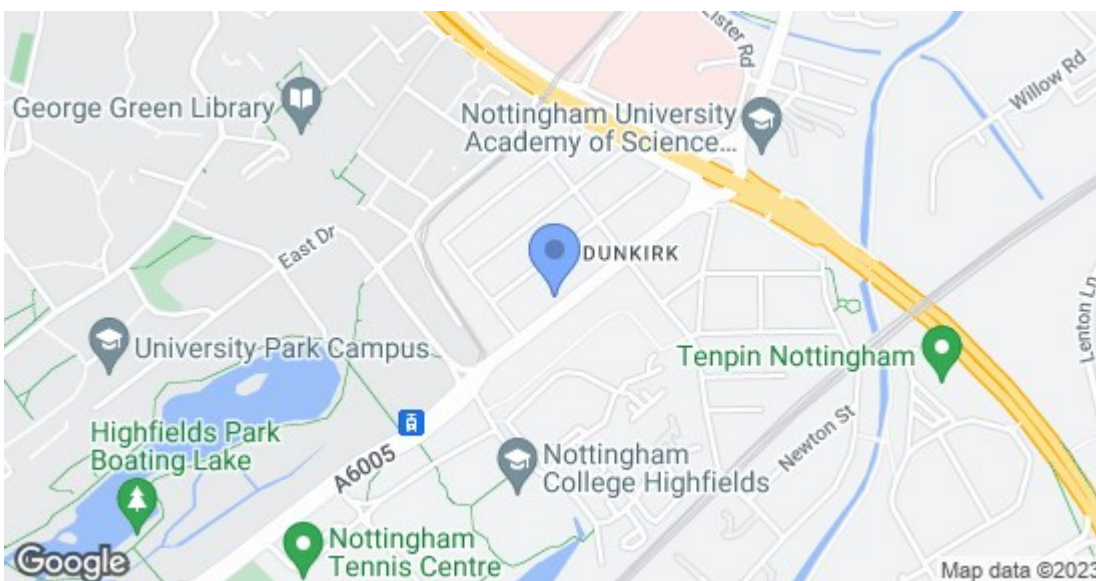 Lister Rd
Willow Rd
George Green Library
Nottingham University
Academy of Science...
East Dr
DUNKIRK
Lenton Ln
University Park Campus
Tenpin Nottingham
Highfields Park
Boating Lake
A6005
Nottingham
College Highfields
Newton St
Nottingham
Tennis Centre
Google
Map data ©2023